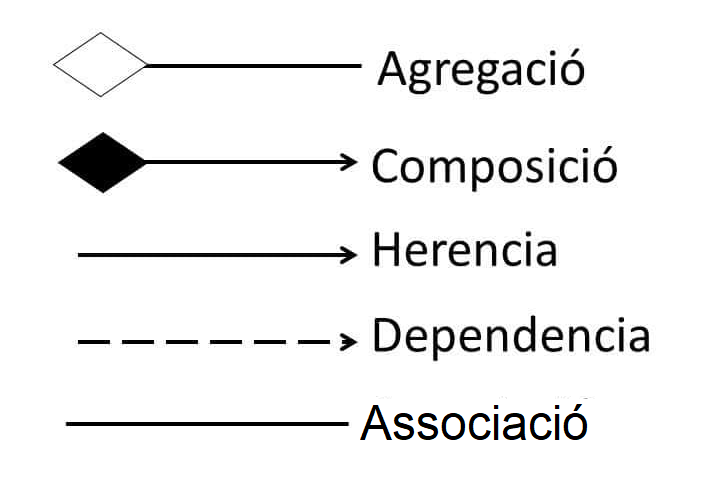 Agregació
Composició
Herencia
Dependencia
Associació